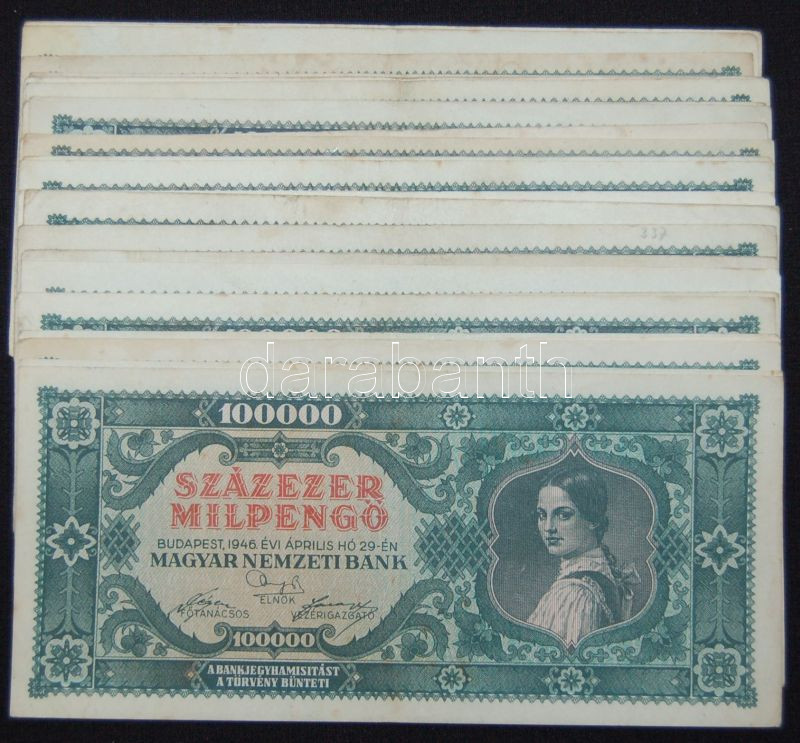 337
darabanth
100000
SZÁZEZER
MILPENGŐ
BUDAPEST, 1946. ÉVI ÁPRILIS HÓ 29-ÉN
MAGYAR NEMZETI BANK
ELNÖK
FŐTANÁCSOS VEZÉRIGAZGATÓ
100000
A BANKJEGYHAMISITÁST
A TÖRVÉNY BÜNTETI